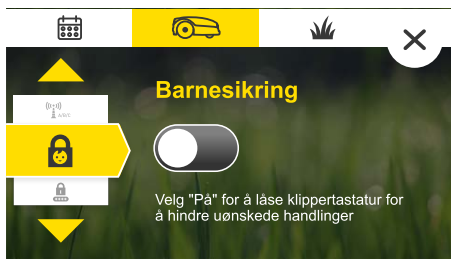 Barnesikring
A/B/C
Velg "På" for å låse klippertastatur for
å hindre uønskede handlinger